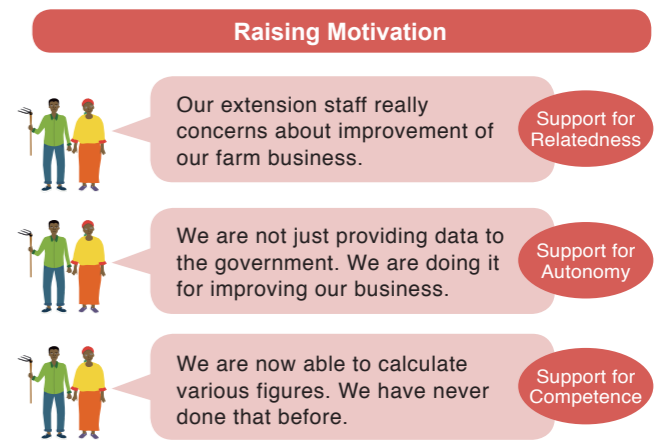 Raising Motivation
Our extension staff really
concerns about improvement of
our farm business.
Support for
Relatedness
We are not just providing data to
the government. We are doing it
for improving our business.
Support for
Autonomy
We are now able to calculate
various figures. We have never
done that before.
Support for
Competence